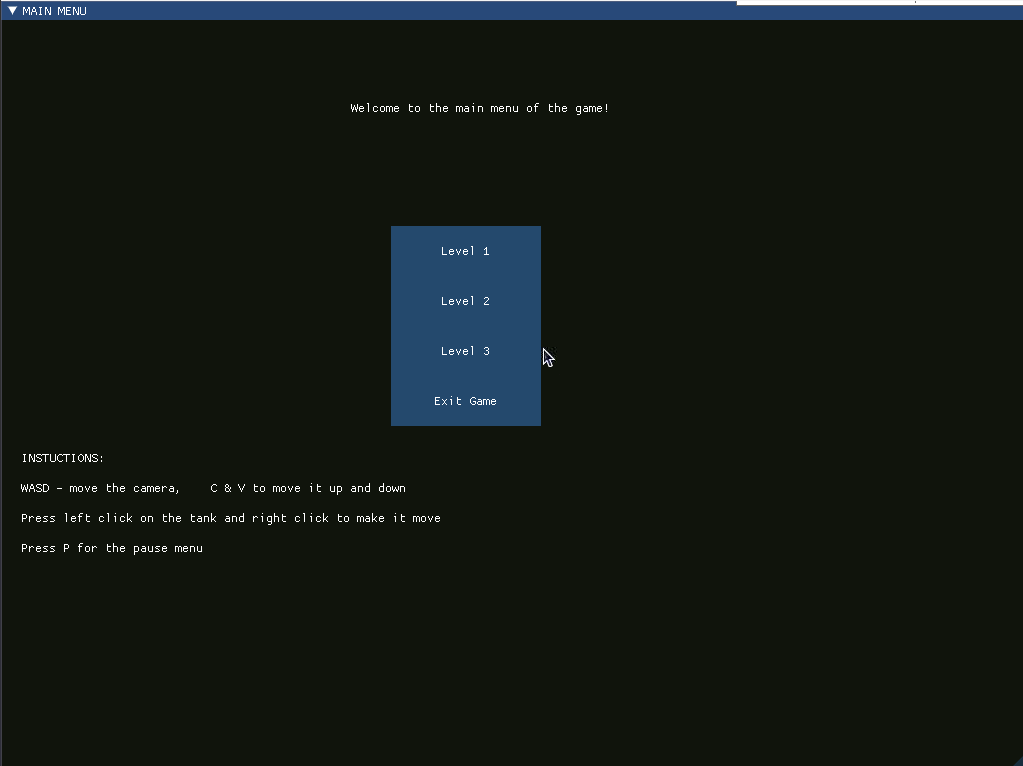 MAIN MENU
Welcome to the main menu of the game!
Level 1
Level 2
Level 3
Exit Game
INSTUCTIONS:
WASD - move the camera,    C & V to move it up and down
Press left click on the tank and right click to make it move
Press P for the pause menu